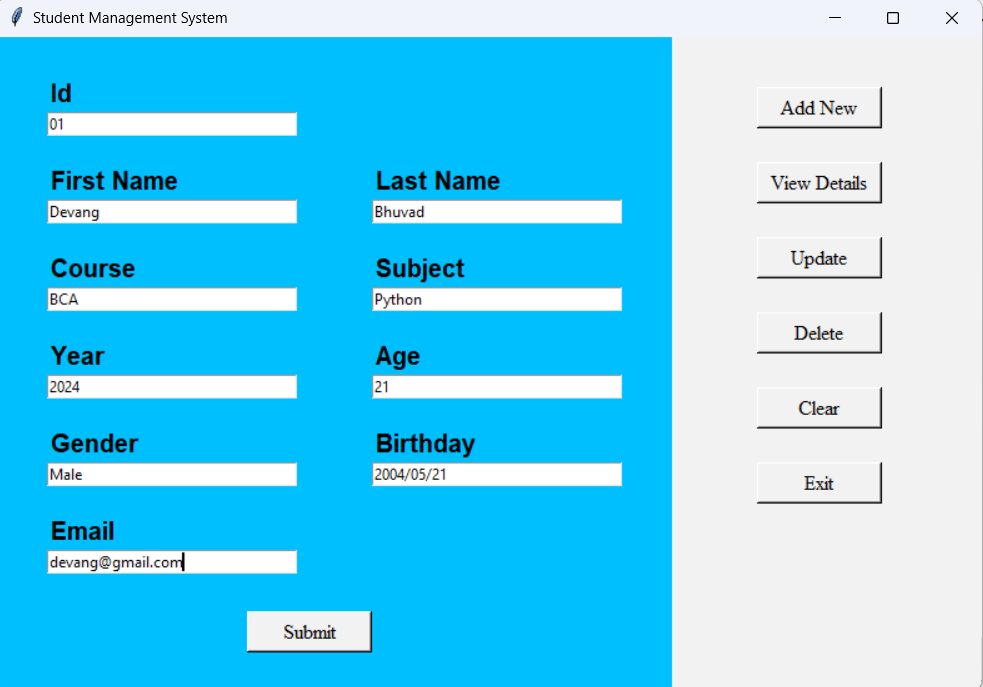 Student Management System
Id
01
Add New
First Name Last Name
Devang Bhuvad
View Details
Course Subject
BCA Python
Update
Year Age
2024 21
Delete
Clear
Gender Birthday
Male 2004/05/21
Exit
Email
devang@gmail.com
Submit